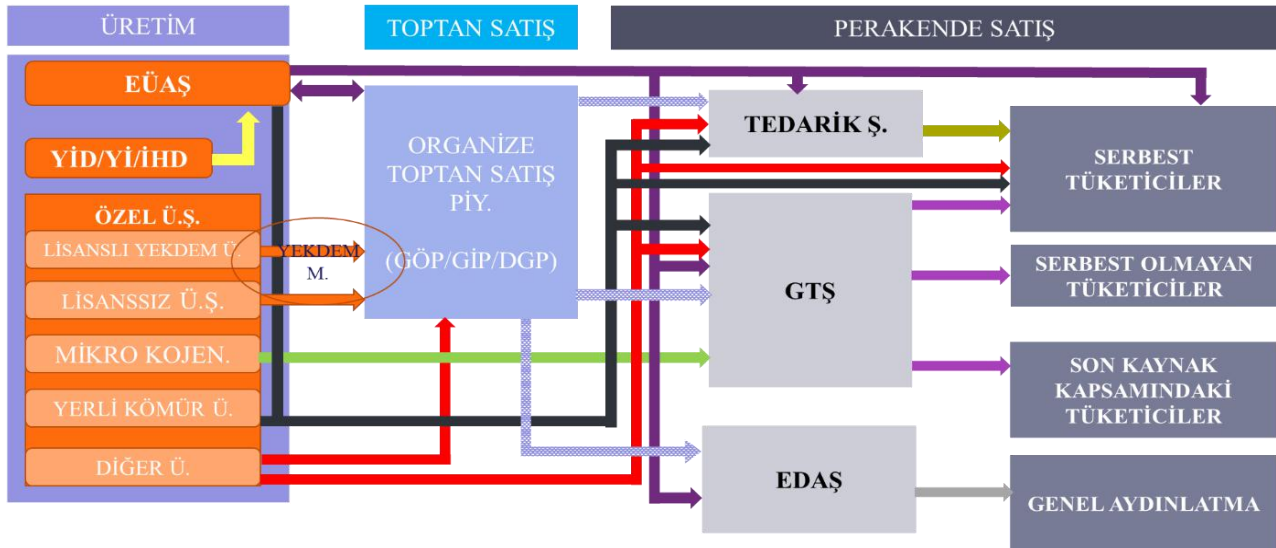 ÜRETİM
TOPTAN SATIŞ
PERAKENDE SATIŞ
EÜAŞ
YİD/Yİ/İHD
ÖZEL Ü.Ş.
LİSANSLI YEKDEM Ü.
LİSANSSIZ Ü.Ş.
MİKRO KOJEN.
YERLİ KÖMÜR Ü.
DİĞER Ü.
YEKDEM
M.
ORGANİZE
TOPTAN SATIŞ
PİY.
(GÖP/GİP/DGP)
TEDARİK Ş.
GTŞ
EDAŞ
SERBEST
TÜKETİCİLER
SERBEST OLMAYAN
TÜKETİCİLER
SON KAYNAK
KAPSAMINDAKİ
TÜKETİCİLER
GENEL AYDINLATMA